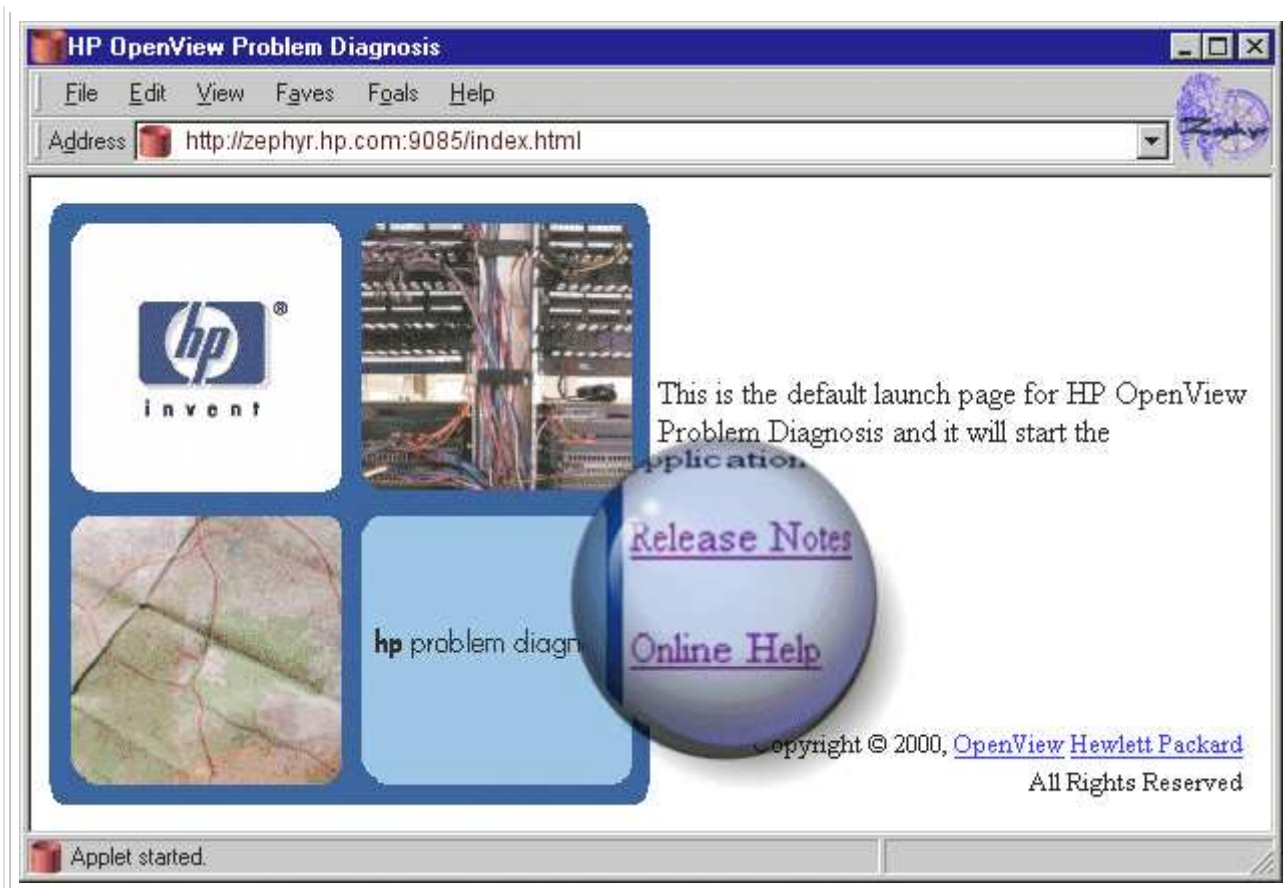 HP OpenView Problem Diagnosis
File Edit View Faves Foals Help
Address http://zephyr.hp.com:9085/index.html
Zephyr
hp ®
invent
This is the default launch page for HP OpenView
Problem Diagnosis and it will start the
pplication
Release Notes
Online Help
hp problem diagn
opyright © 2000, OpenView Hewlett Packard
All Rights Reserved
Applet started.